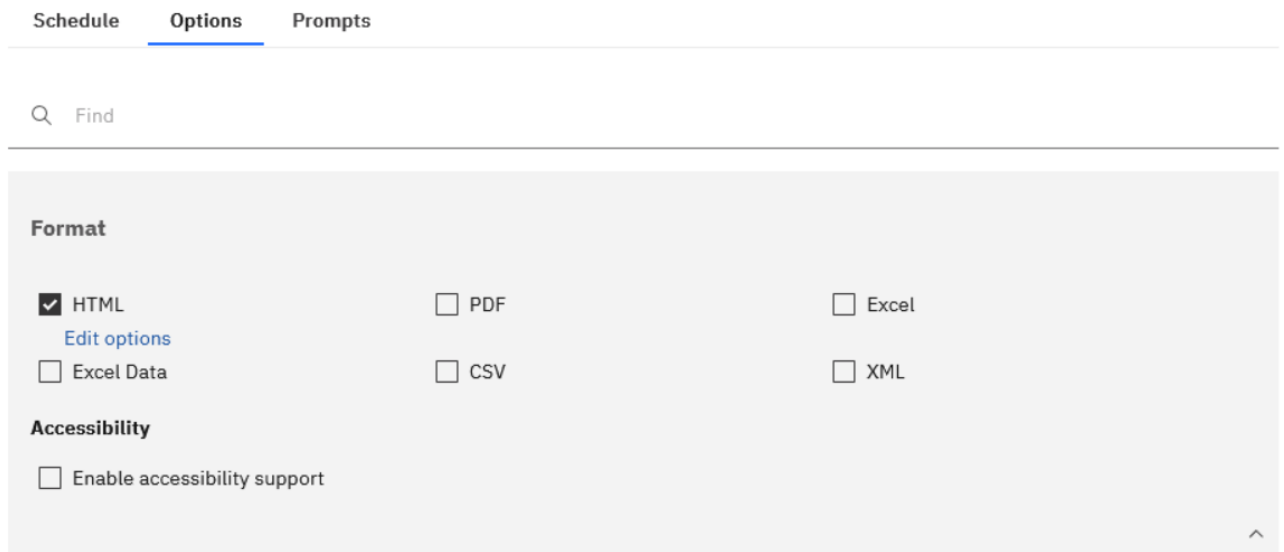 Schedule Options Prompts
Find
Format
HTML PDF Excel
Edit options
Excel Data CSV XML
Accessibility
Enable accessibility support